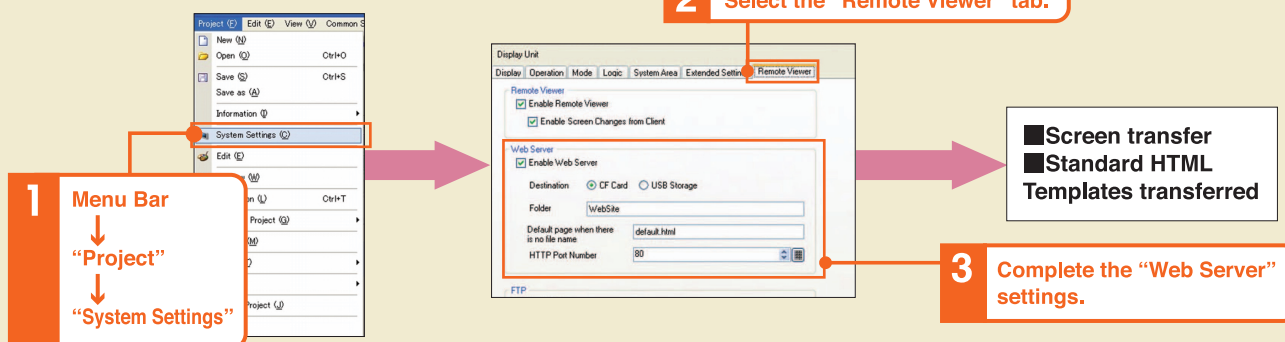 2 Select the "Remote Viewer" tab.
Project (F) Edit (E) View (V) Common S
New (N)
Open (O) Ctrl+O
Save (S) Ctrl+S
Save as (A)
Information (I)
System Settings (C)
Edit (E)
(W)
(L) Ctrl+T
Project (G)
(M)
Project (J)
1 Menu Bar
↓
“Project”
↓
“System Settings”
Display Unit
Display Operation Mode Logic System Area Extended Settin Remote Viewer
Remote Viewer
Enable Remote Viewer
Enable Screen Changes from Client
Web Server
Enable Web Server
Destination CF Card USB Storage
Folder WebSite
Default page when there
is no file name default.html
HTTP Port Number 80
FTP
3 Complete the “Web Server”
settings.
■Screen transfer
■Standard HTML
Templates transferred